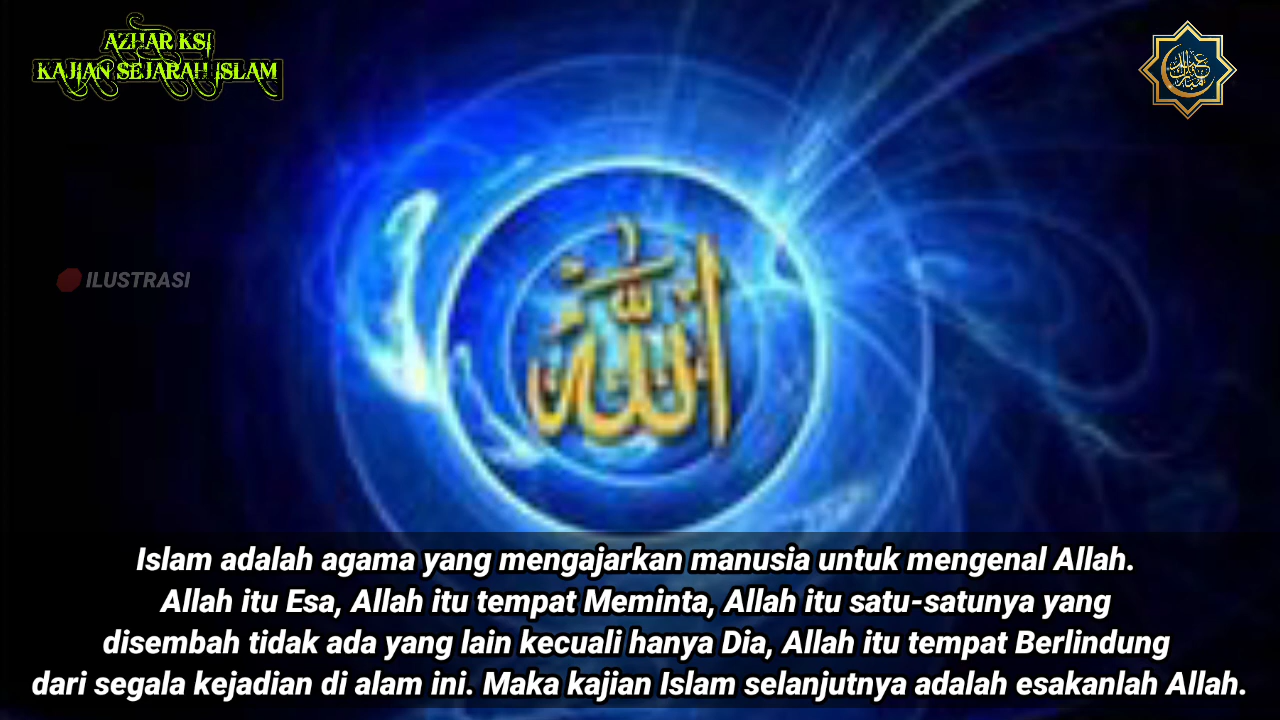 AZHAR KSI
KAJIAN SEJARAH ISLAM
ILUSTRASI
الله
Islam adalah agama yang mengajarkan manusia untuk mengenal Allah.
Allah itu Esa, Allah itu tempat Meminta, Allah itu satu-satunya yang
disembah tidak ada yang lain kecuali hanya Dia, Allah itu tempat Berlindung
dari segala kejadian di alam ini. Maka kajian Islam selanjutnya adalah esakanlah Allah.